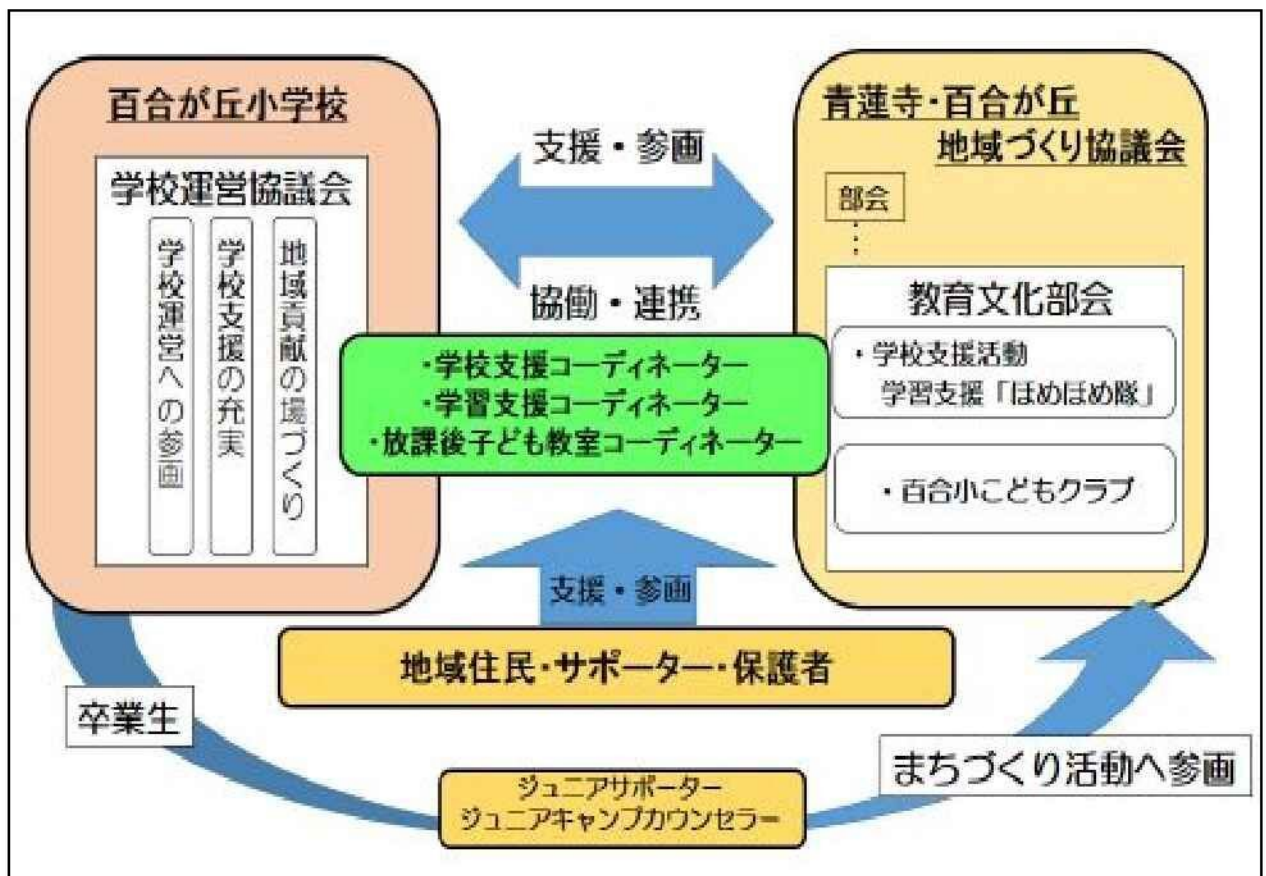 百合が丘小学校
学校運営協議会
学校運営への参画
学校支援の充実
地域貢献の場づくり
支援・参画
協働・連携
・学校支援コーディネーター
・学習支援コーディネーター
・放課後子ども教室コーディネーター
青蓮寺・百合が丘
地域づくり協議会
部会
教育文化部会
・学校支援活動
学習支援「ほめほめ隊」
・百合小こどもクラブ
支援・参画
地域住民・サポーター・保護者
卒業生
ジュニアサポーター
ジュニアキャンプカウンセラー
まちづくり活動へ参画